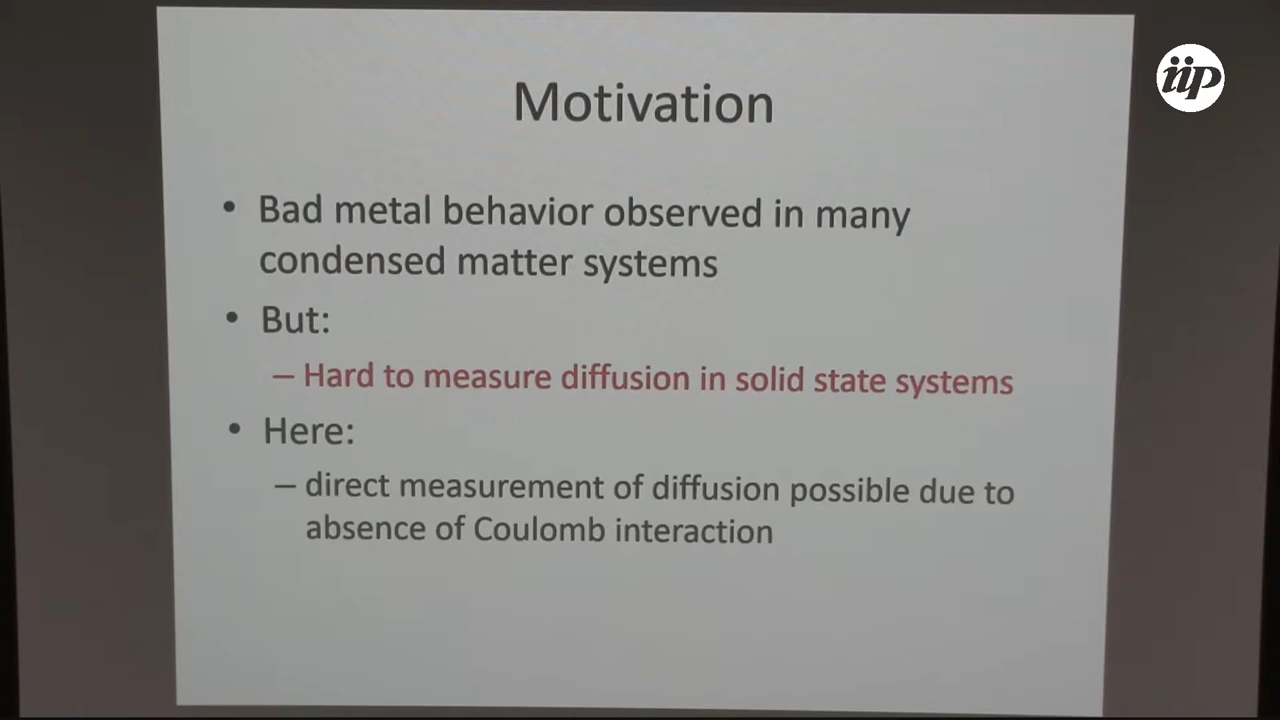 iip
Motivation
• Bad metal behavior observed in many
condensed matter systems
• But:
– Hard to measure diffusion in solid state systems
• Here:
– direct measurement of diffusion possible due to
absence of Coulomb interaction